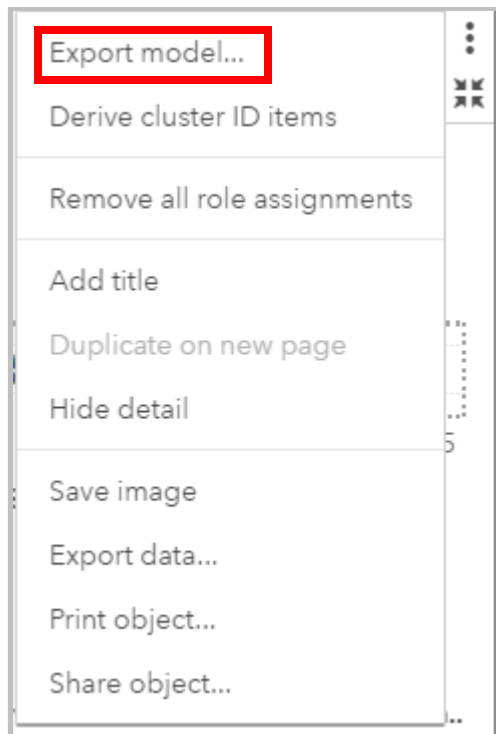 Export model...
Derive cluster ID items
Remove all role assignments
Add title
Duplicate on new page
Hide detail
5
Save image
Export data...
Print object...
Share object...